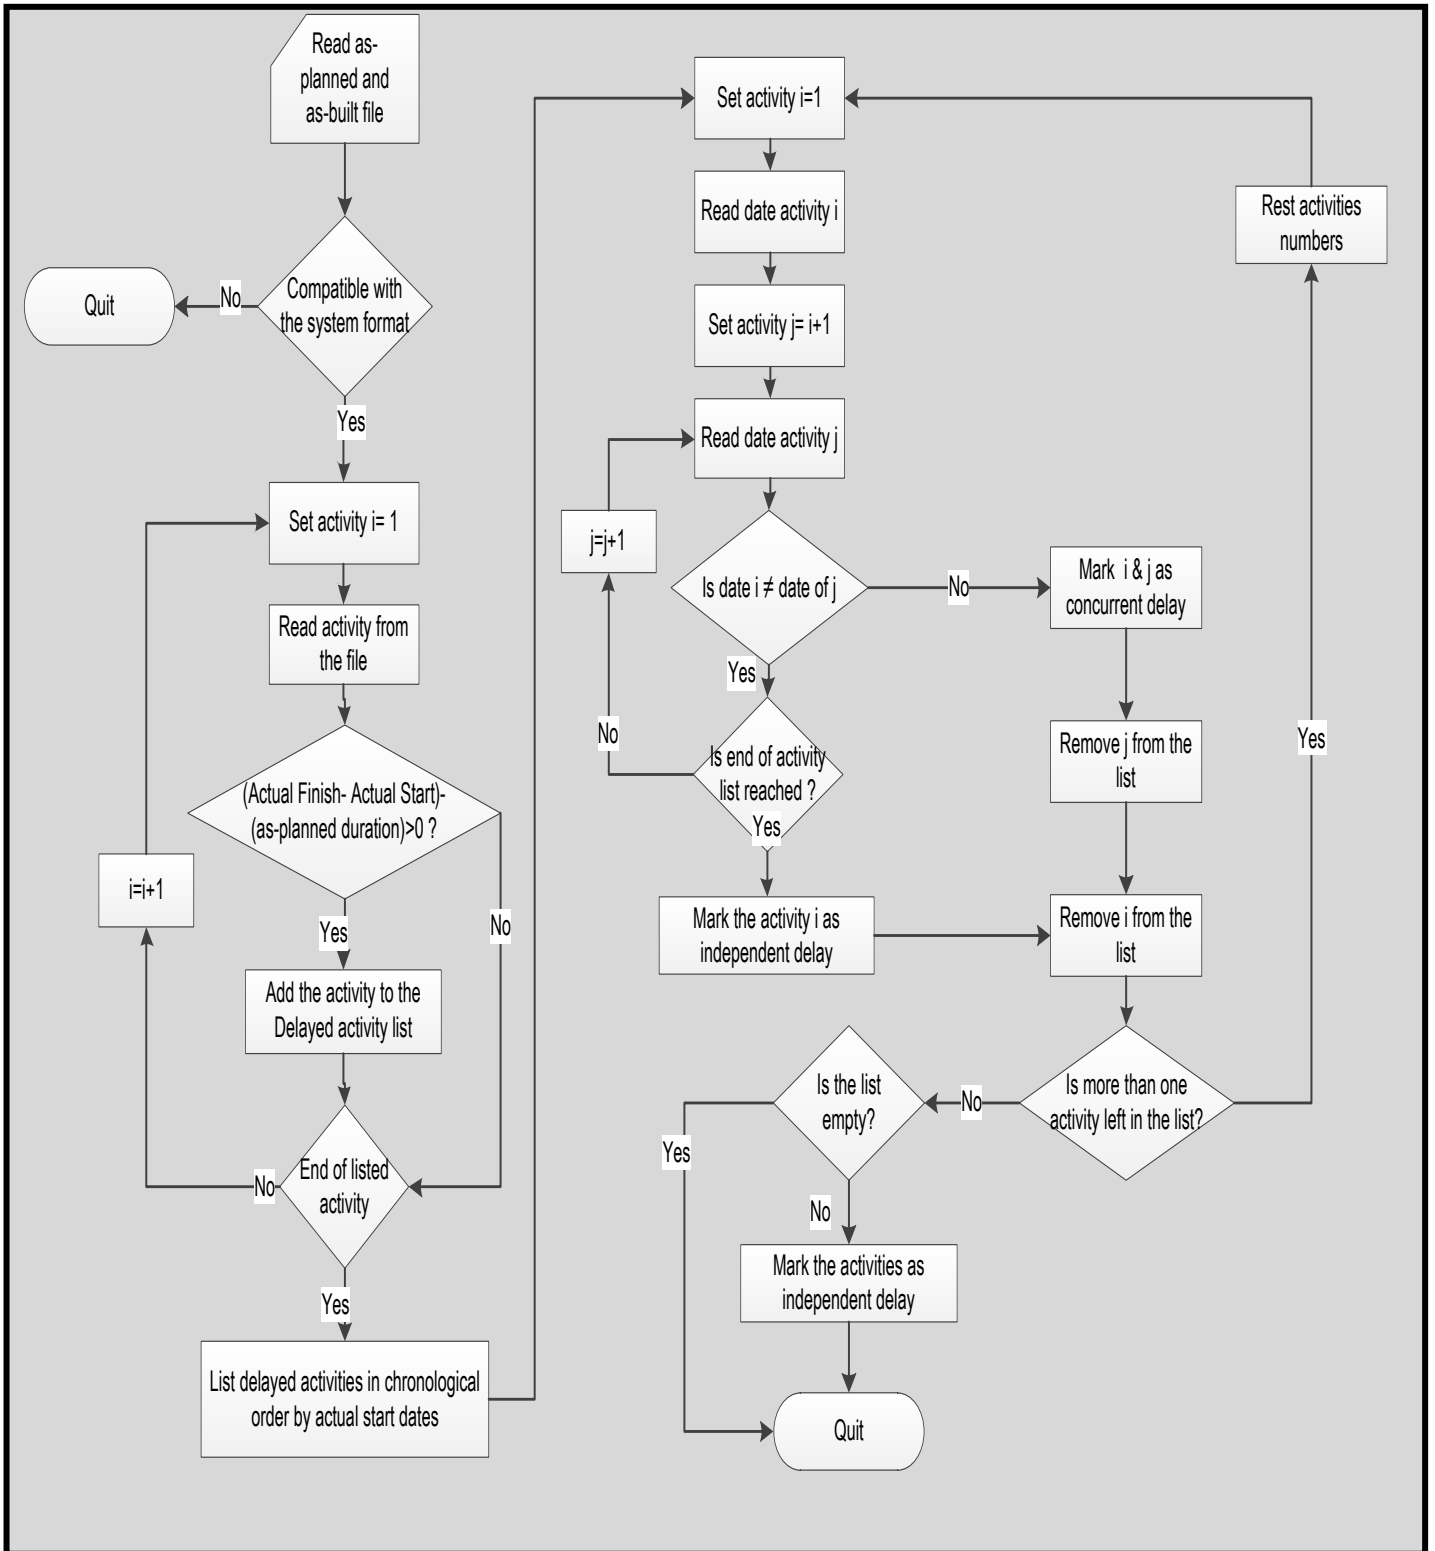 Read as-
planned and
as-built file
Compatible with
the system format
No
Quit
Yes
Set activity i= 1
Read activity from
the file
(Actual Finish- Actual Start)-
(as-planned duration)>0 ?
i=i+1
Yes
No
Add the activity to the
Delayed activity list
End of listed
activity
No
Yes
List delayed activities in chronological
order by actual start dates
Set activity i=1
Read date activity i
Set activity j= i+1
Read date activity j
j=j+1
Is date i ≠ date of j
No
Yes
Is end of activity
list reached ?
No
Yes
Mark the activity i as
independent delay
Mark i & j as
concurrent delay
Remove j from the
list
Remove i from the
list
Is more than one
activity left in the list?
Yes
Rest activities
numbers
No
Is the list
empty?
Yes
No
Mark the activities as
independent delay
Quit